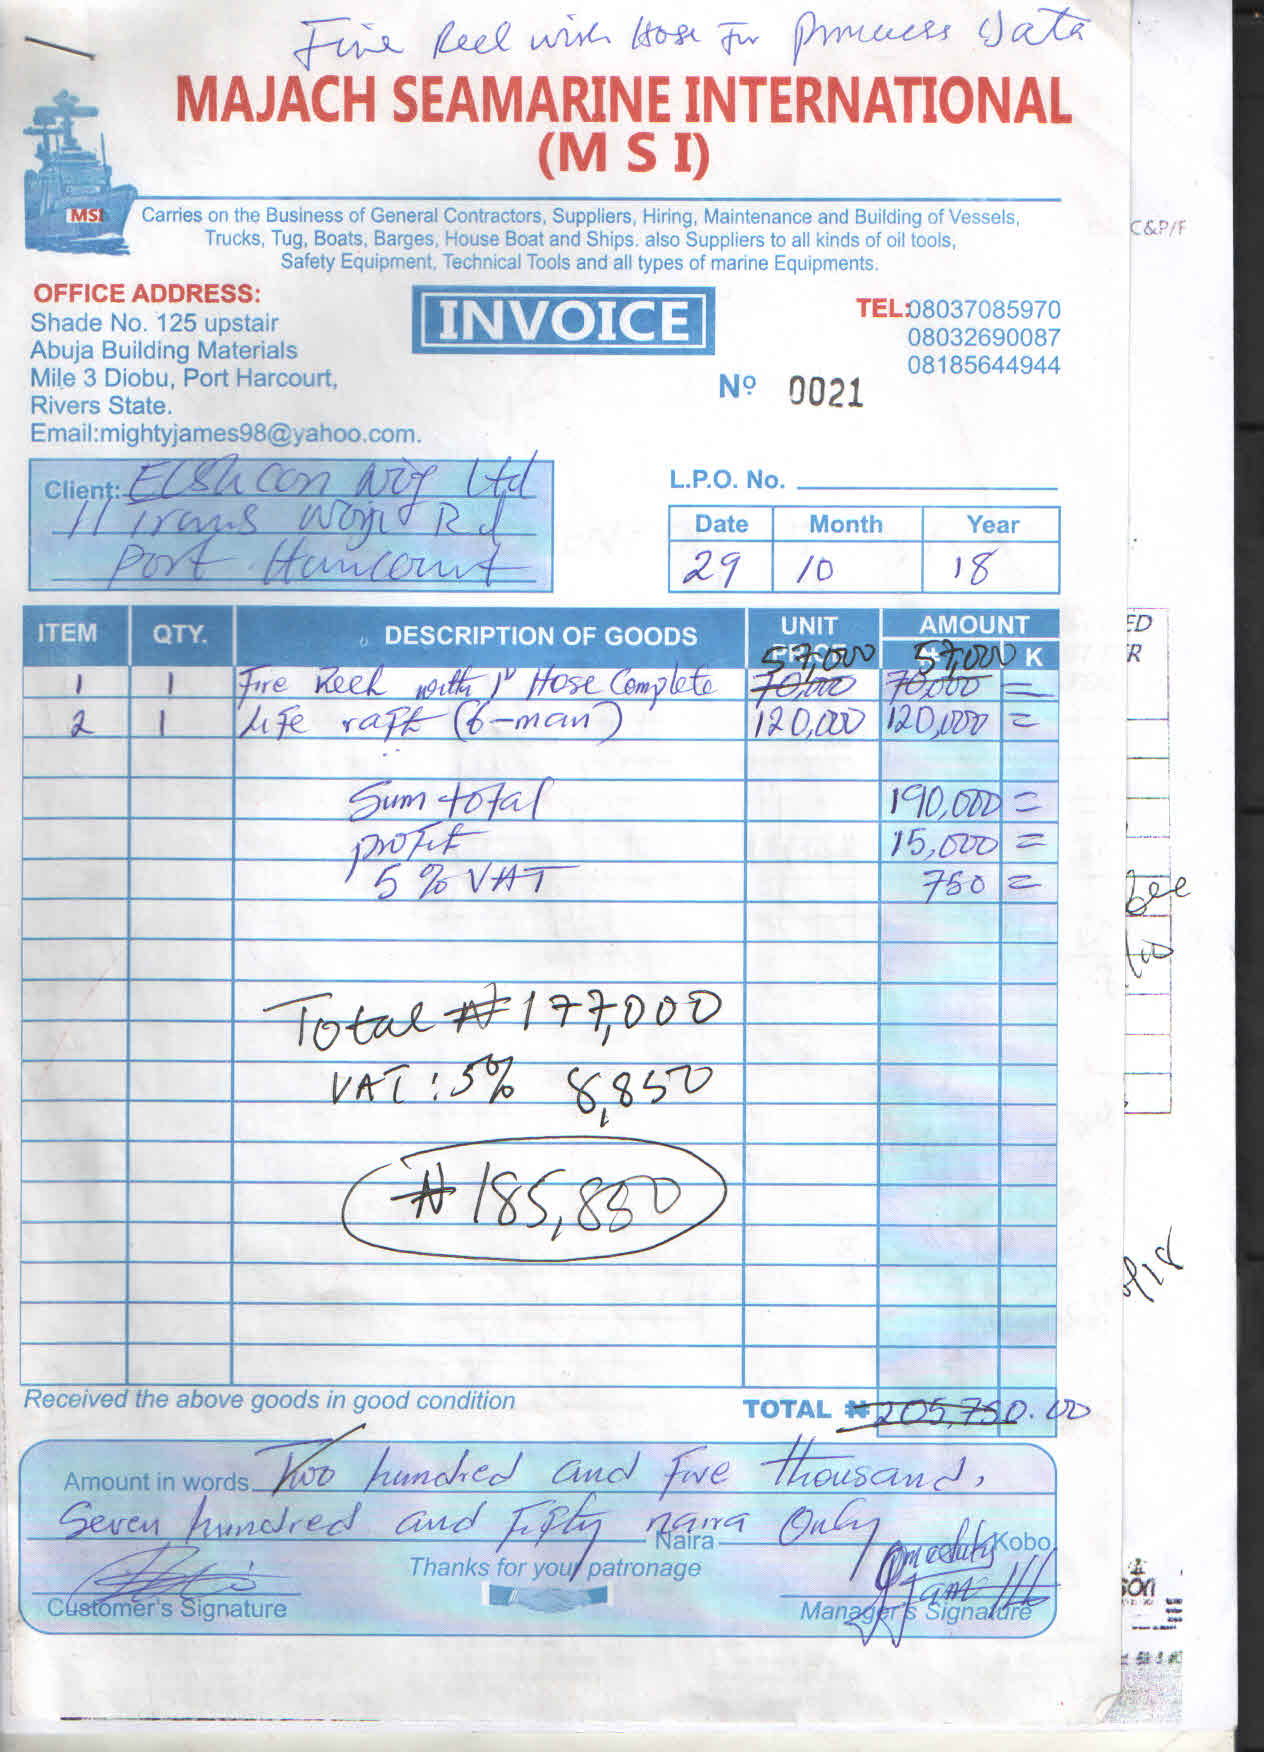 Fire Reel with Hose For Princess Data
MAJACH SEAMARINE INTERNATIONAL
(M S I)
MSI
Carries on the Business of General Contractors, Suppliers, Hiring, Maintenance and Building of Vessels,
Trucks, Tug, Boats, Barges, House Boat and Ships. also Suppliers to all kinds of oil tools,
Safety Equipment, Technical Tools and all types of marine Equipments.
OFFICE ADDRESS:
Shade No. 125 upstair
Abuja Building Materials
Mile 3 Diobu, Port Harcourt,
Rivers State.
Email:mightyjames98@yahoo.com.
INVOICE
TEL:08037085970
08032690087
08185644944
Nº 0021
Client: Elshcon Nig Ltd
11 Trans Woji Rd
Port Harcourt
L.P.O. No.
Date Month Year
29 10 18
ITEM QTY. DESCRIPTION OF GOODS UNIT PRICE AMOUNT ₦ K
57,000 57,000
1 1 Fire Reel with 1" Hose Complete 70,000 70,000 =
2 1 Life raft (6-man) 120,000 120,000 =
Sum total 190,000 =
profit 15,000 =
5% VAT 750 =
Total ₦177,000
VAT: 5% 8,850
₦185,850
Received the above goods in good condition
TOTAL ₦ 205,750.00
Amount in words Two hundred and five thousand,
Seven hundred and Fifty naira Only
Naira Kobo
Thanks for your patronage
Customer's Signature
Manager's Signature
C&P/F